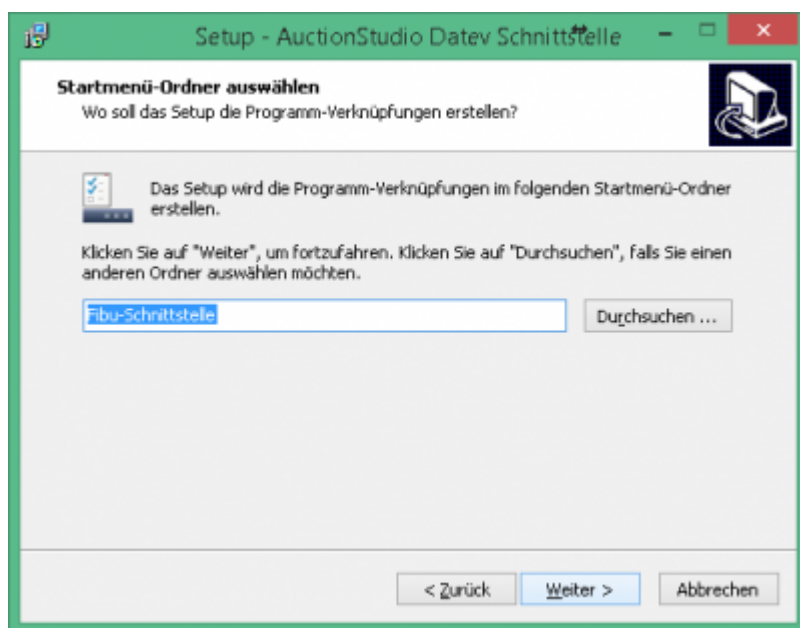 Setup - AuctionStudio Datev Schnittstelle
Startmenü-Ordner auswählen
Wo soll das Setup die Programm-Verknüpfungen erstellen?
Das Setup wird die Programm-Verknüpfungen im folgenden Startmenü-Ordner
erstellen.
Klicken Sie auf "Weiter", um fortzufahren. Klicken Sie auf "Durchsuchen", falls Sie einen
anderen Ordner auswählen möchten.
Fibu-Schnittstelle
Durchsuchen ...
< Zurück
Weiter >
Abbrechen